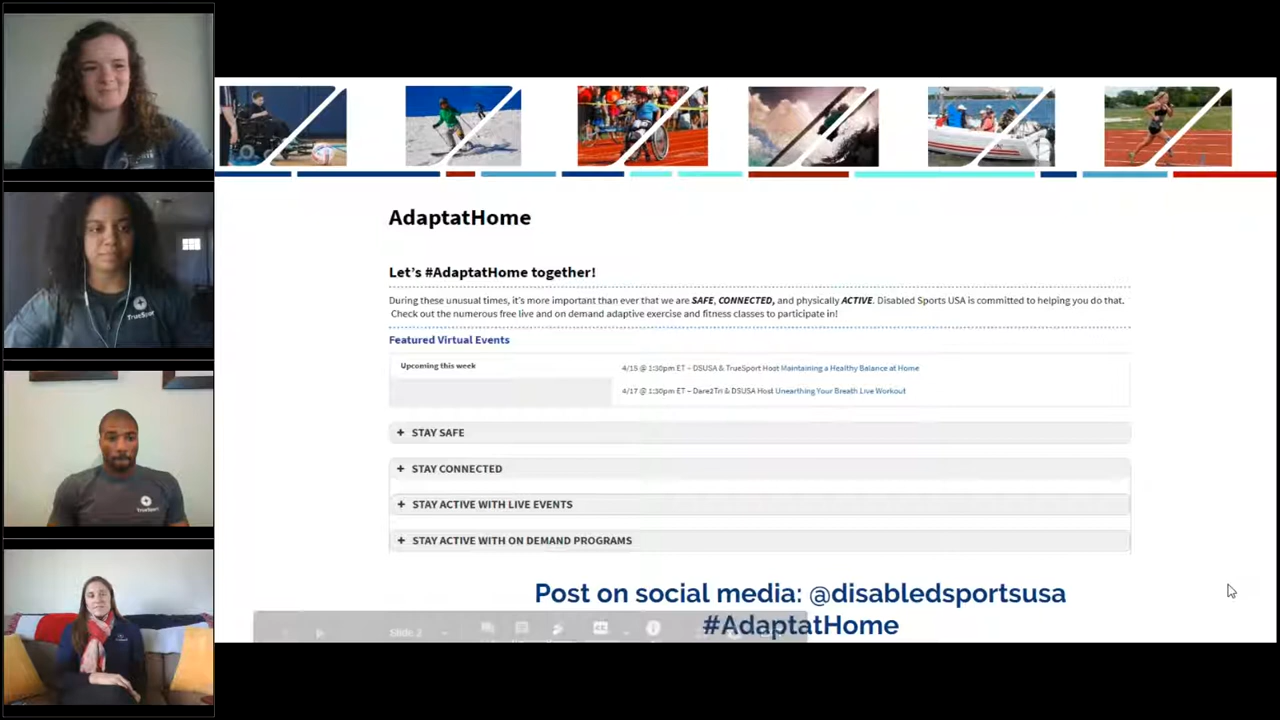 AdaptatHome
Let's #AdaptatHome together!
During these unusual times, it's more important than ever that we are SAFE, CONNECTED, and physically ACTIVE. Disabled Sports USA is committed to helping you do that.
Check out the numerous free live and on demand adaptive exercise and fitness classes to participate in!
Featured Virtual Events
Upcoming this week
4/15 @ 1:30pm ET – DSUSA & TrueSport Host Maintaining a Healthy Balance at Home
4/17 @ 1:30pm ET – Dare2Tri & DSUSA Host Unearthing Your Breath Live Workout
+ STAY SAFE
+ STAY CONNECTED
+ STAY ACTIVE WITH LIVE EVENTS
+ STAY ACTIVE WITH ON DEMAND PROGRAMS
Post on social media: @disabledsportsusa
#AdaptatHome
Slide 2
TrueSport
TrueSport